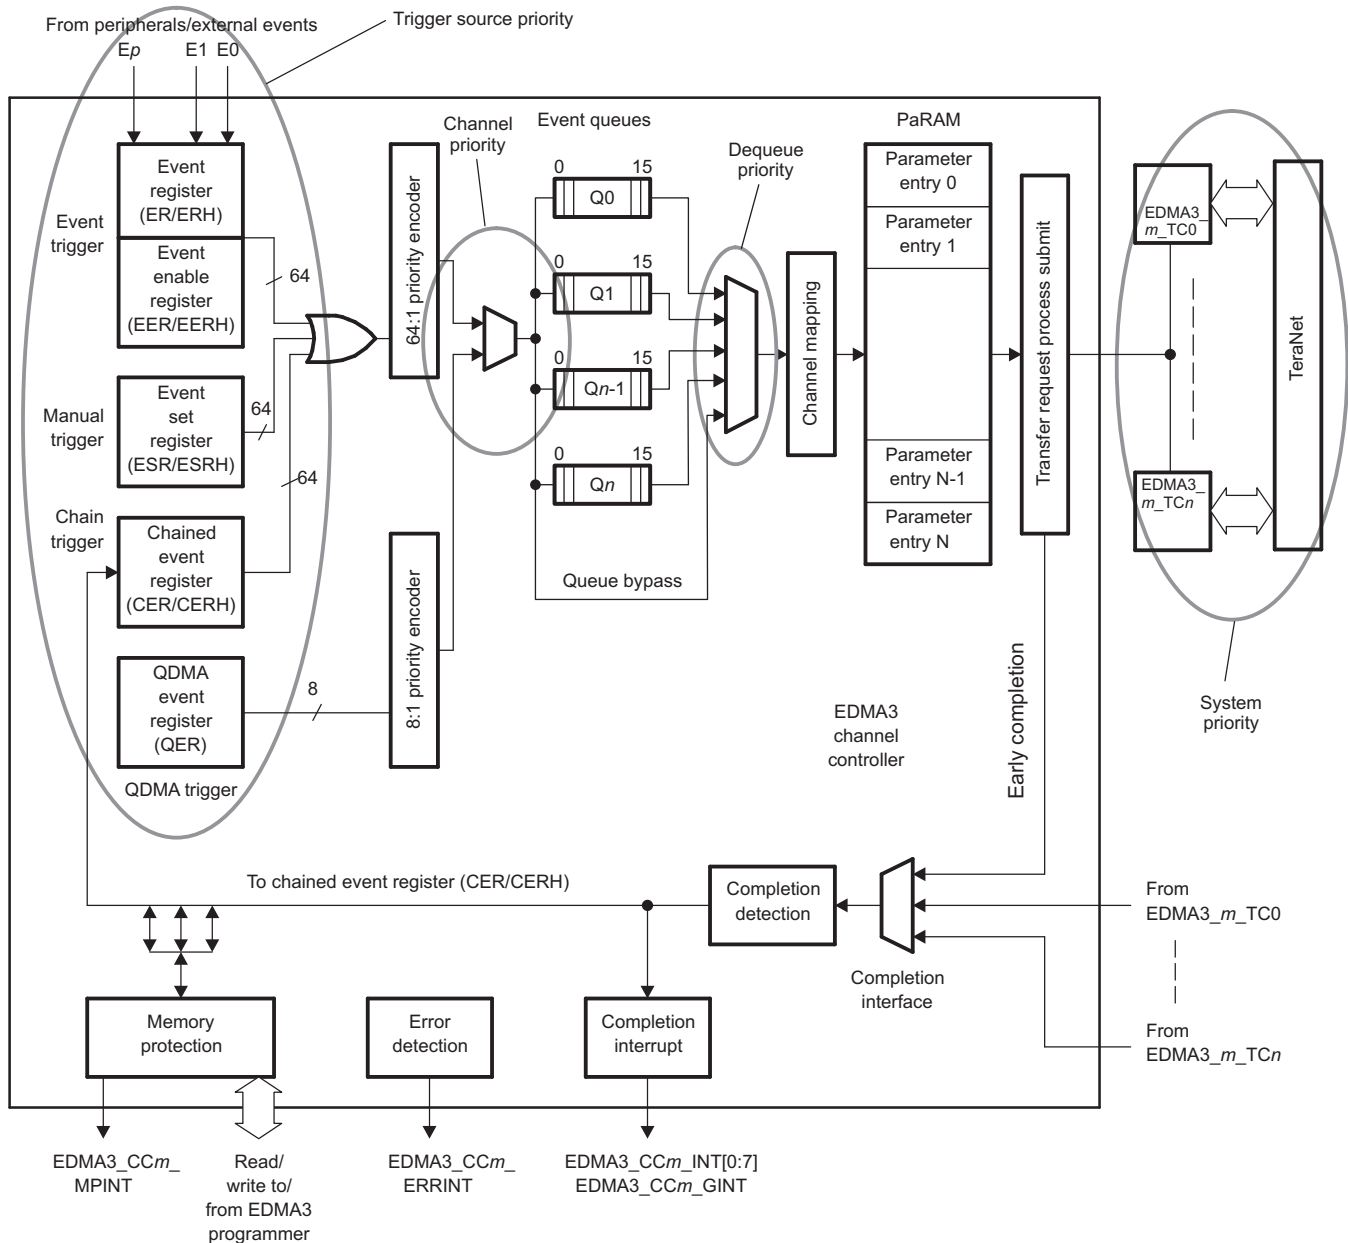 From peripherals/external events
Ep E1 E0
Trigger source priority
Event
register
(ER/ERH)
Event
trigger
Event
enable
register
(EER/EERH)
64
Manual
trigger
Event
set
register
(ESR/ESRH)
64
64
Chain
trigger
Chained
event
register
(CER/CERH)
QDMA
event
register
(QER)
8
QDMA trigger
64:1 priority encoder
8:1 priority encoder
Channel
priority
Event queues
0 15
Q0
0 15
Q1
0 15
Qn-1
0 15
Qn
Queue bypass
Dequeue
priority
Channel mapping
PaRAM
Parameter
entry 0
Parameter
entry 1
Parameter
entry N-1
Parameter
entry N
Transfer request process submit
EDMA3_
m_TC0
EDMA3_
m_TCn
TeraNet
System
priority
EDMA3
channel
controller
Early completion
To chained event register (CER/CERH)
Completion
detection
Completion
interface
From
EDMA3_m_TC0
From
EDMA3_m_TCn
Memory
protection
Error
detection
Completion
interrupt
EDMA3_CCm_
MPINT
Read/
write to/
from EDMA3
programmer
EDMA3_CCm_
ERRINT
EDMA3_CCm_INT[0:7]
EDMA3_CCm_GINT